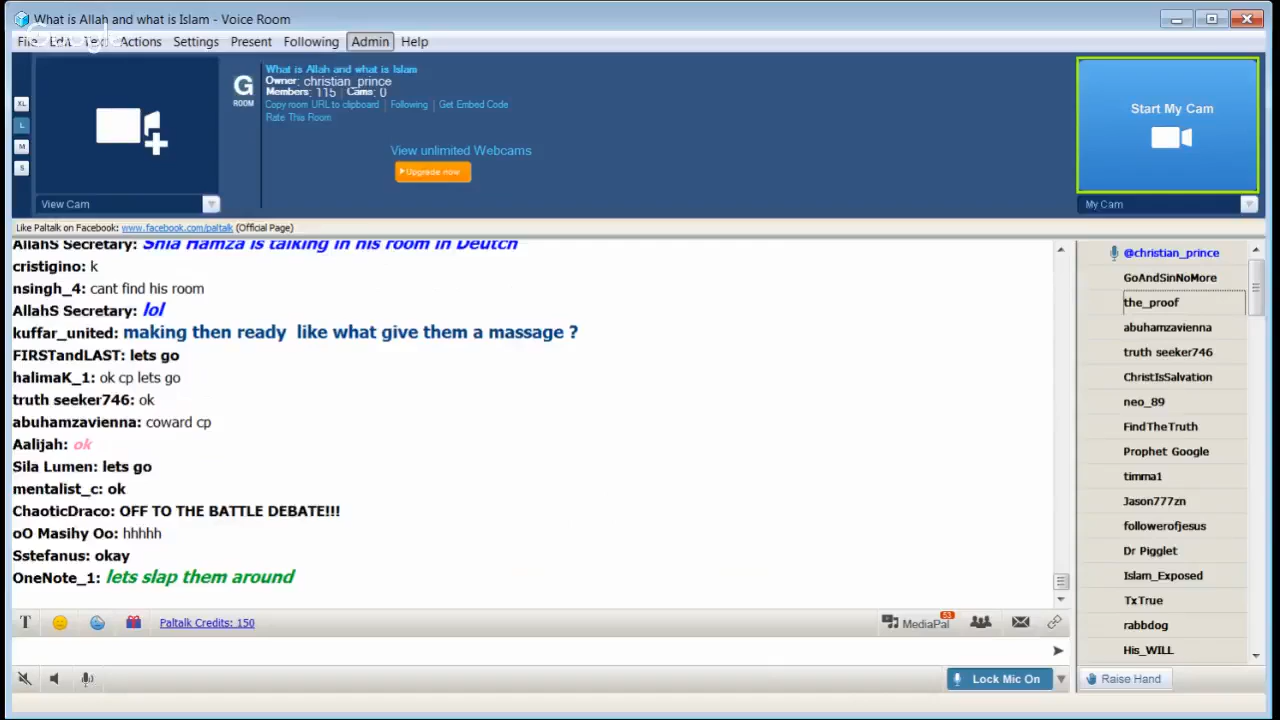 What is Allah and what is Islam - Voice Room
Google
File Edit Text Actions Settings Present Following Admin Help
XL
L
M
S
G
ROOM
What is Allah and what is Islam
Owner: christian_prince
Members: 115 | Cams: 0
Copy room URL to clipboard | Following | Get Embed Code
Rate This Room
View unlimited Webcams
Upgrade now
Start My Cam
View Cam
My Cam
Like Paltalk on Facebook: www.facebook.com/paltalk (Official Page)
AllahS Secretary: Shia Hamza is talking in his room in Deutch
cristigino: k
nsingh_4: cant find his room
AllahS Secretary: lol
kuffar_united: making then ready like what give them a massage ?
FIRSTandLAST: lets go
halimaK_1: ok cp lets go
truth seeker746: ok
abuhamzavienna: coward cp
Aalijah: ok
Sila Lumen: lets go
mentalist_c: ok
ChaoticDraco: OFF TO THE BATTLE DEBATE!!!
oO Masihy Oo: hhhhh
Sstefanus: okay
OneNote_1: lets slap them around
@christian_prince
GoAndSinNoMore
the_proof
abuhamzavienna
truth seeker746
ChristIsSalvation
neo_89
FindTheTruth
Prophet Google
timma1
Jason777zn
followerofjesus
Dr Pigglet
Islam_Exposed
TxTrue
rabbdog
His_WILL
T
Paltalk Credits: 150
MediaPal
53
Lock Mic On
Raise Hand